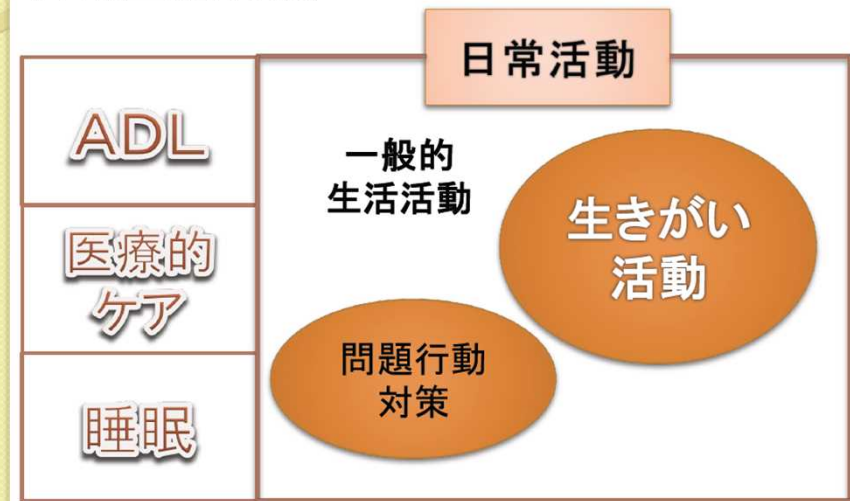 日常活動
ADL
医療的
ケア
睡眠
一般的
生活活動
生きがい
活動
問題行動
対策